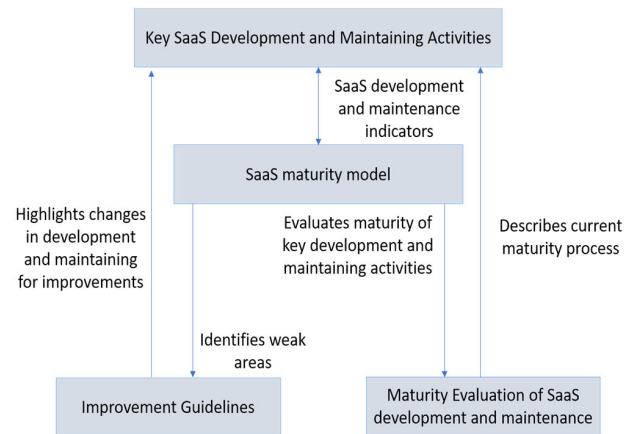 Key SaaS Development and Maintaining Activities
SaaS development
and maintenance
indicators
SaaS maturity model
Highlights changes
in development
and maintaining
for improvements
Evaluates maturity of
key development and
maintaining activities
Describes current
maturity process
Identifies weak
areas
Improvement Guidelines
Maturity Evaluation of SaaS
development and maintenance